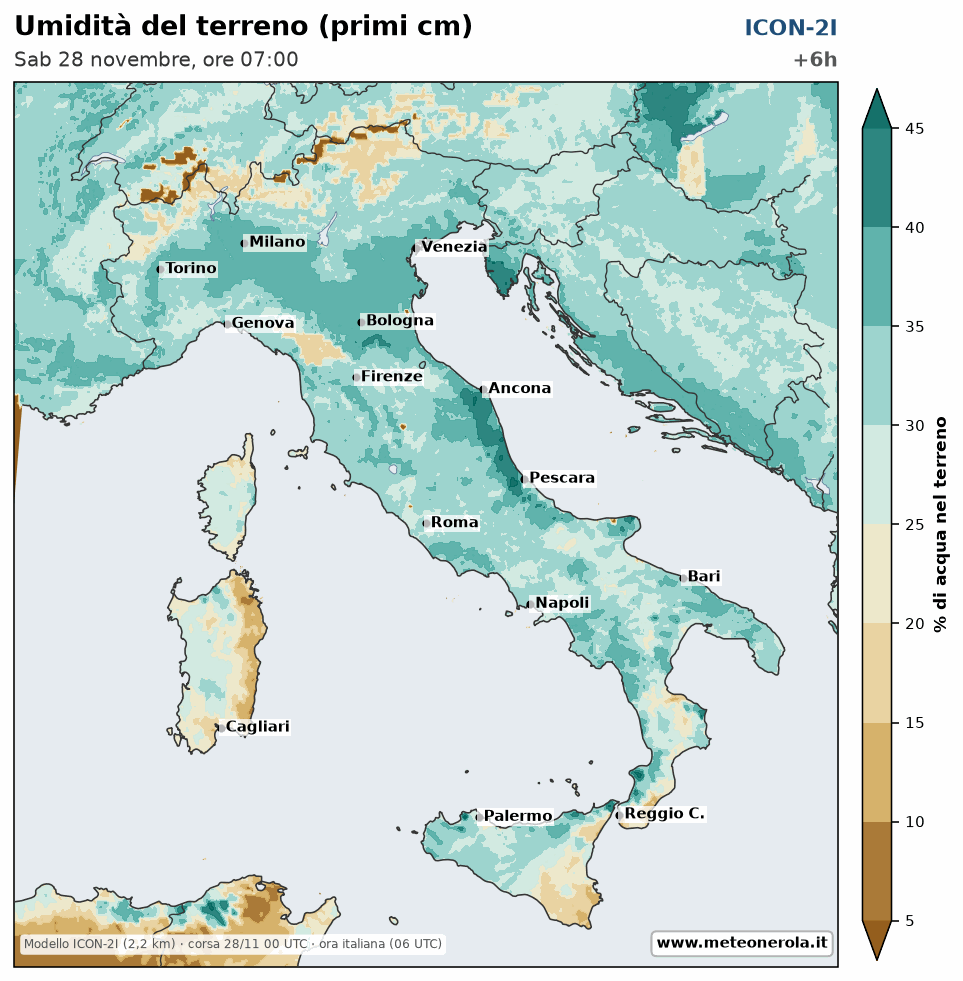 Umidità del terreno (primi cm)
ICON-2I
Sab 28 novembre, ore 07:00
+6h
Milano
Venezia
Torino
Genova
Bologna
Firenze
Ancona
Pescara
Roma
Bari
Napoli
Cagliari
Palermo
Reggio C.
45
40
35
30
25
20
15
10
5
% di acqua nel terreno
Modello ICON-2I (2,2 km) · corsa 28/11 00 UTC · ora italiana (06 UTC)
www.meteonerola.it